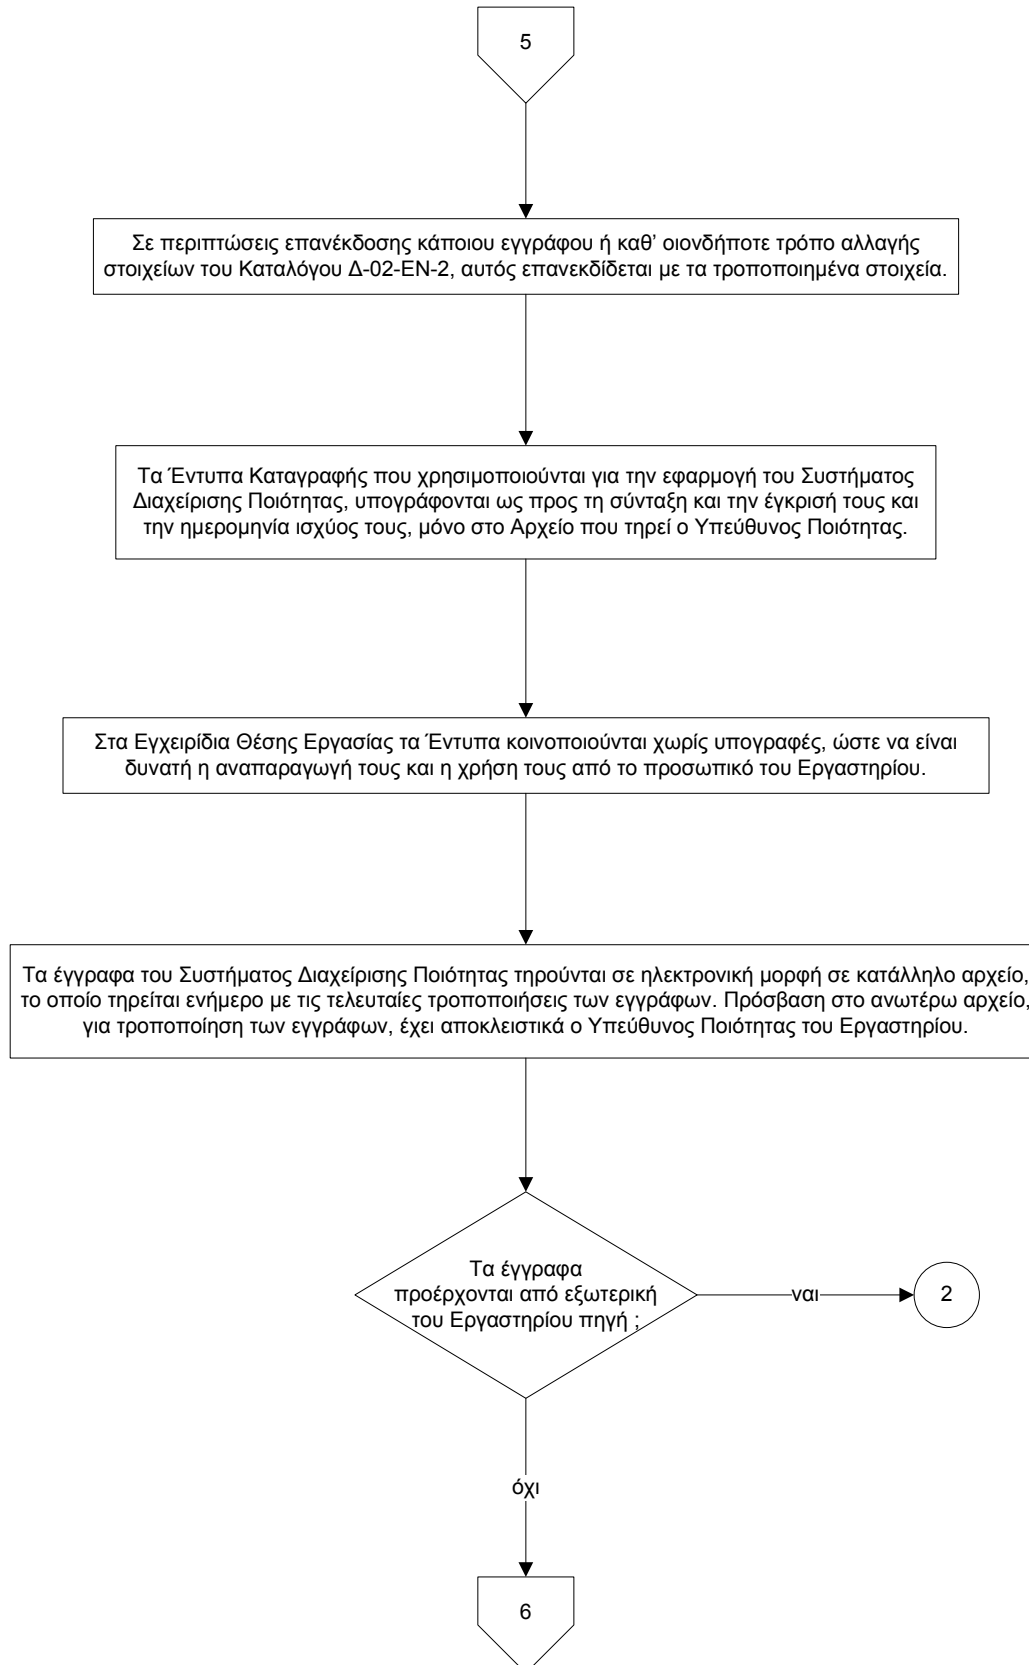 5
Σε περιπτώσεις επανέκδοσης κάποιου εγγράφου ή καθ’ οιονδήποτε τρόπο αλλαγής
στοιχείων του Καταλόγου Δ-02-ΕΝ-2, αυτός επανεκδίδεται με τα τροποποιημένα στοιχεία.
Τα Έντυπα Καταγραφής που χρησιμοποιούνται για την εφαρμογή του Συστήματος
Διαχείρισης Ποιότητας, υπογράφονται ως προς τη σύνταξη και την έγκρισή τους και
την ημερομηνία ισχύος τους, μόνο στο Αρχείο που τηρεί ο Υπεύθυνος Ποιότητας.
Στα Εγχειρίδια Θέσης Εργασίας τα Έντυπα κοινοποιούνται χωρίς υπογραφές, ώστε να είναι
δυνατή η αναπαραγωγή τους και η χρήση τους από το προσωπικό του Εργαστηρίου.
Τα έγγραφα του Συστήματος Διαχείρισης Ποιότητας τηρούνται σε ηλεκτρονική μορφή σε κατάλληλο αρχείο,
το οποίο τηρείται ενήμερο με τις τελευταίες τροποποιήσεις των εγγράφων. Πρόσβαση στο ανωτέρω αρχείο,
για τροποποίηση των εγγράφων, έχει αποκλειστικά ο Υπεύθυνος Ποιότητας του Εργαστηρίου.
Τα έγγραφα
προέρχονται από εξωτερική
του Εργαστηρίου πηγή ;
ναι
2
όχι
6